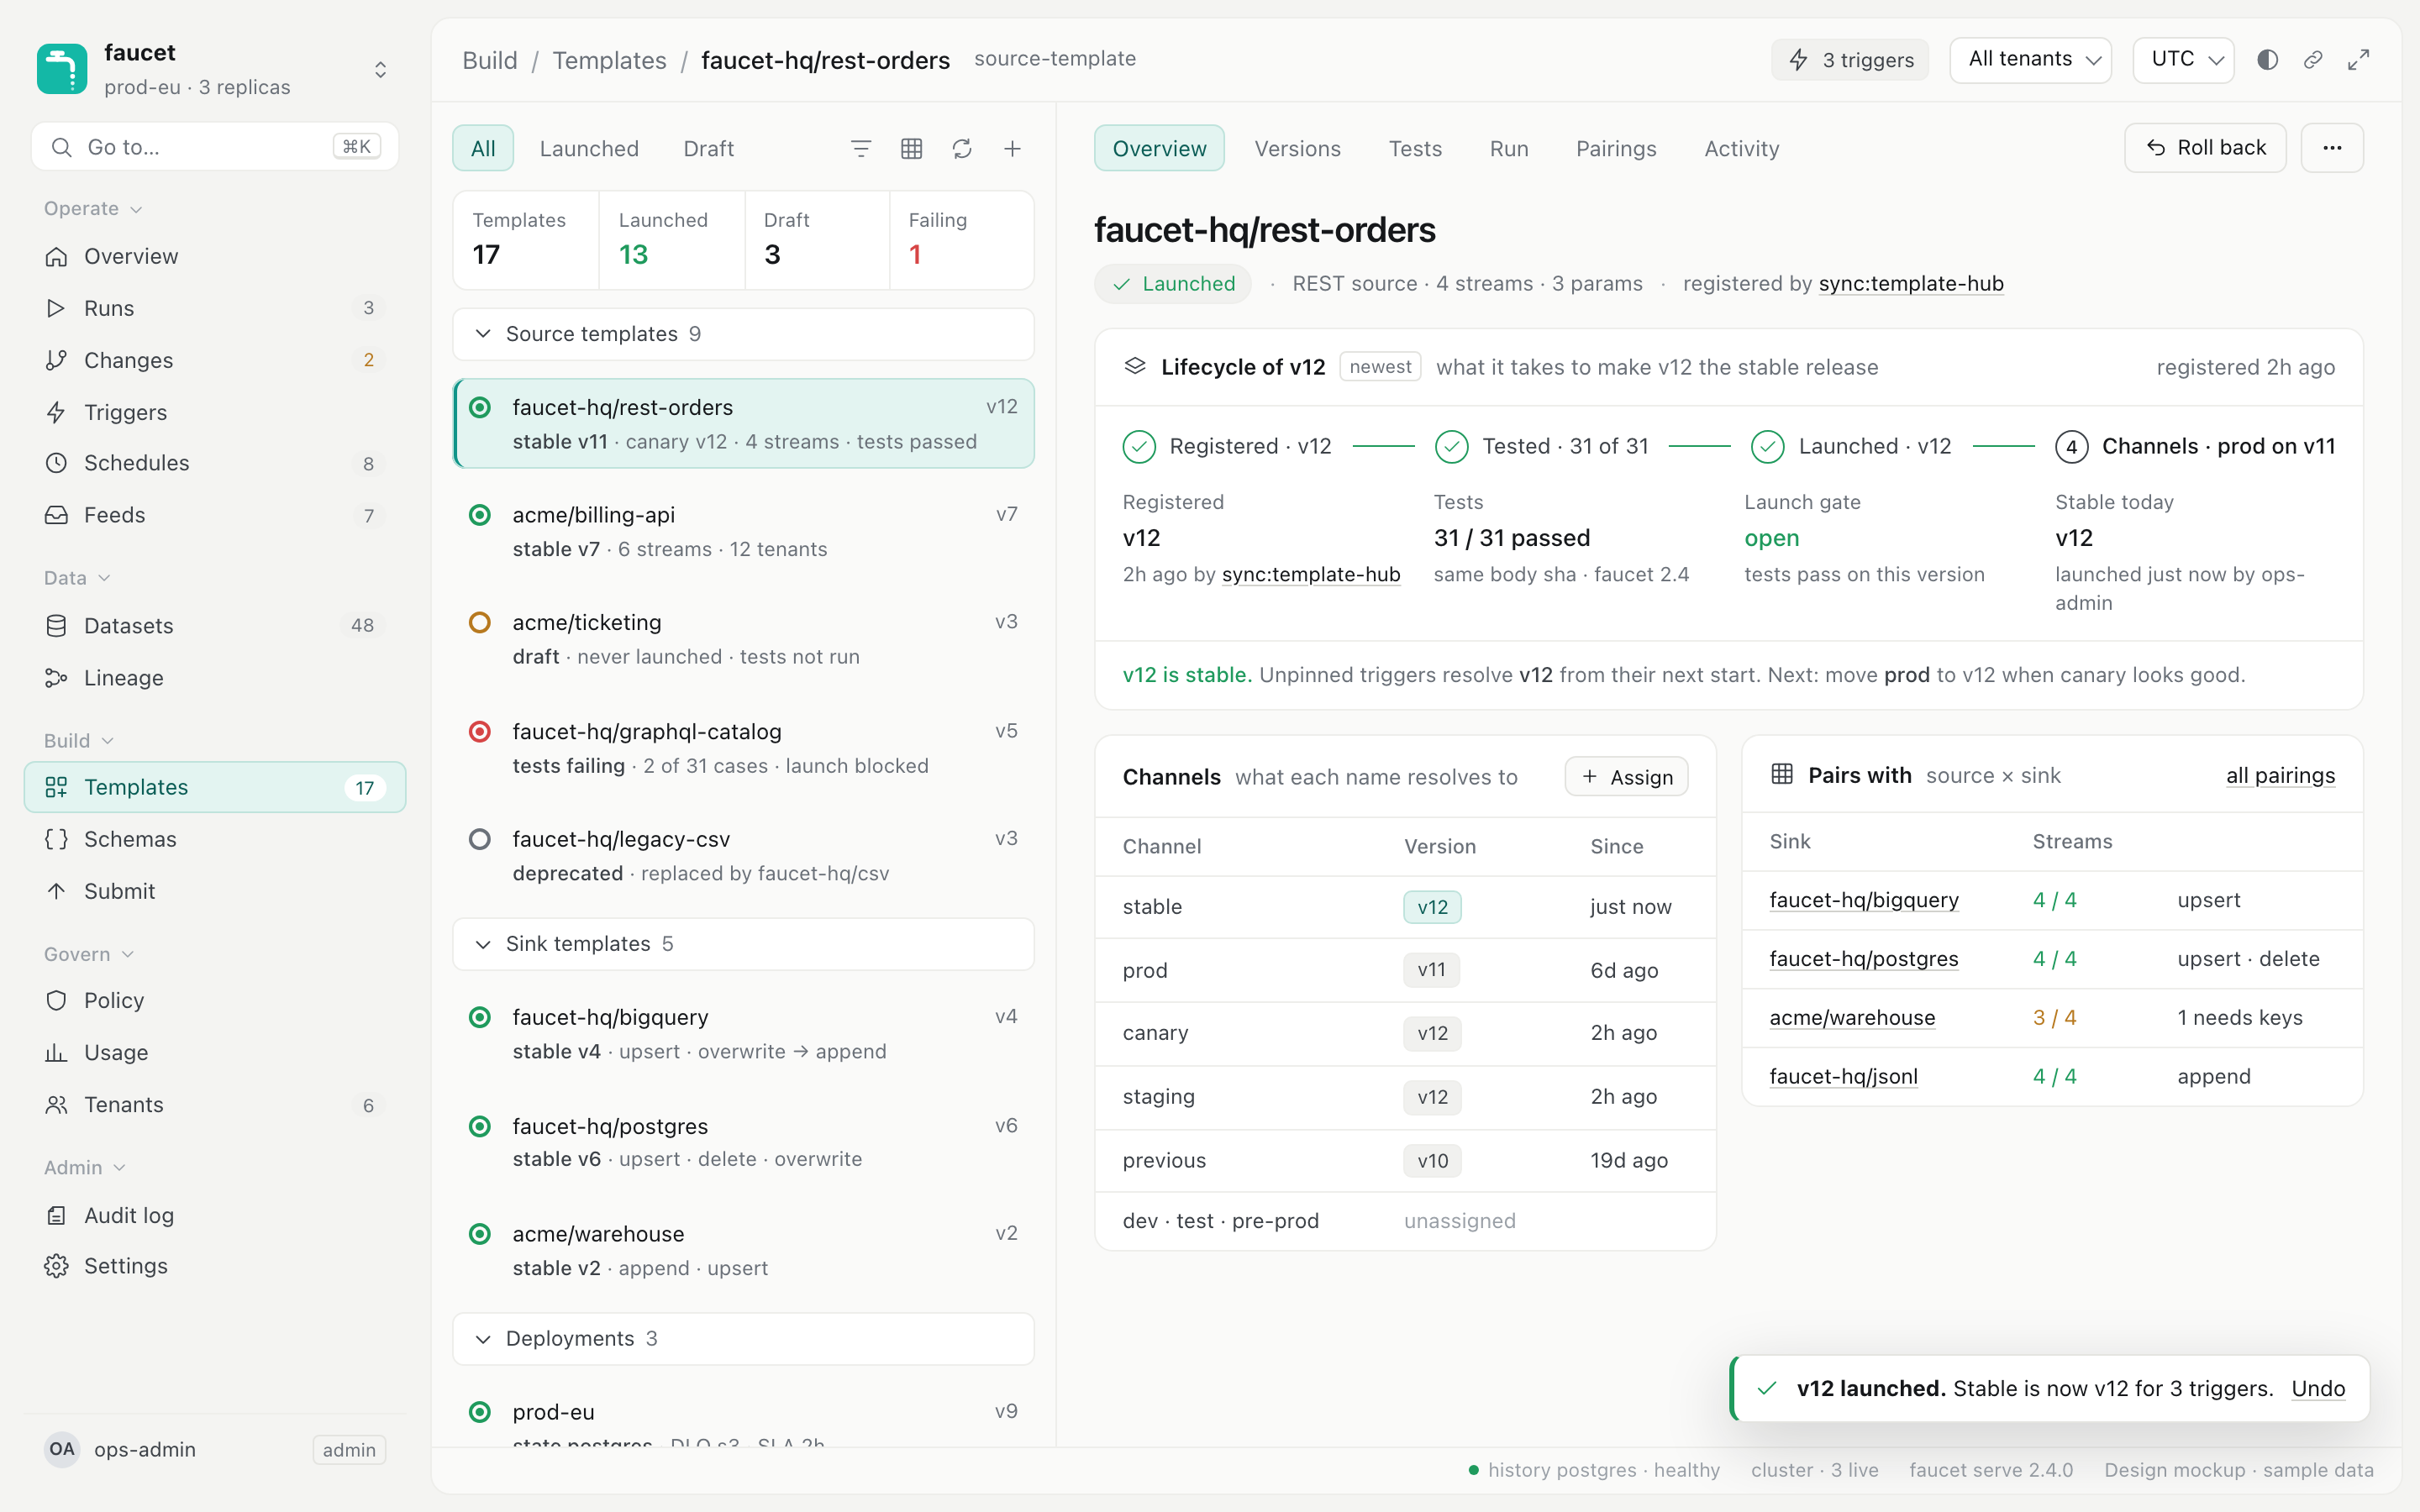 faucet
prod-eu · 3 replicas
Go to... ⌘K
Operate
Overview
Runs 3
Changes 2
Triggers
Schedules 8
Feeds 7
Data
Datasets 48
Lineage
Build
Templates 17
Schemas
Submit
Govern
Policy
Usage
Tenants 6
Admin
Audit log
Settings
OA ops-admin admin
Build / Templates / faucet-hq/rest-orders source-template
3 triggers All tenants UTC
All Launched Draft
Templates Launched Draft Failing
17 13 3 1
Source templates 9
faucet-hq/rest-orders v12
stable v11 · canary v12 · 4 streams · tests passed
acme/billing-api v7
stable v7 · 6 streams · 12 tenants
acme/ticketing v3
draft · never launched · tests not run
faucet-hq/graphql-catalog v5
tests failing · 2 of 31 cases · launch blocked
faucet-hq/legacy-csv v3
deprecated · replaced by faucet-hq/csv
Sink templates 5
faucet-hq/bigquery v4
stable v4 · upsert · overwrite → append
faucet-hq/postgres v6
stable v6 · upsert · delete · overwrite
acme/warehouse v2
stable v2 · append · upsert
Deployments 3
prod-eu v9
state postgres · DLQ s3 · SLA 2h
Overview Versions Tests Run Pairings Activity
Roll back ...
faucet-hq/rest-orders
Launched · REST source · 4 streams · 3 params · registered by sync:template-hub
Lifecycle of v12 newest what it takes to make v12 the stable release registered 2h ago
Registered · v12 Tested · 31 of 31 Launched · v12 4 Channels · prod on v11
Registered Tests Launch gate Stable today
v12 31 / 31 passed open v12
2h ago by sync:template-hub same body sha · faucet 2.4 tests pass on this version launched just now by ops-
admin
v12 is stable. Unpinned triggers resolve v12 from their next start. Next: move prod to v12 when canary looks good.
Channels what each name resolves to + Assign
Channel Version Since
stable v12 just now
prod v11 6d ago
canary v12 2h ago
staging v12 2h ago
previous v10 19d ago
dev · test · pre-prod unassigned
Pairs with source × sink all pairings
Sink Streams
faucet-hq/bigquery 4 / 4 upsert
faucet-hq/postgres 4 / 4 upsert · delete
acme/warehouse 3 / 4 1 needs keys
faucet-hq/jsonl 4 / 4 append
v12 launched. Stable is now v12 for 3 triggers. Undo
history postgres · healthy cluster · 3 live faucet serve 2.4.0 Design mockup · sample data